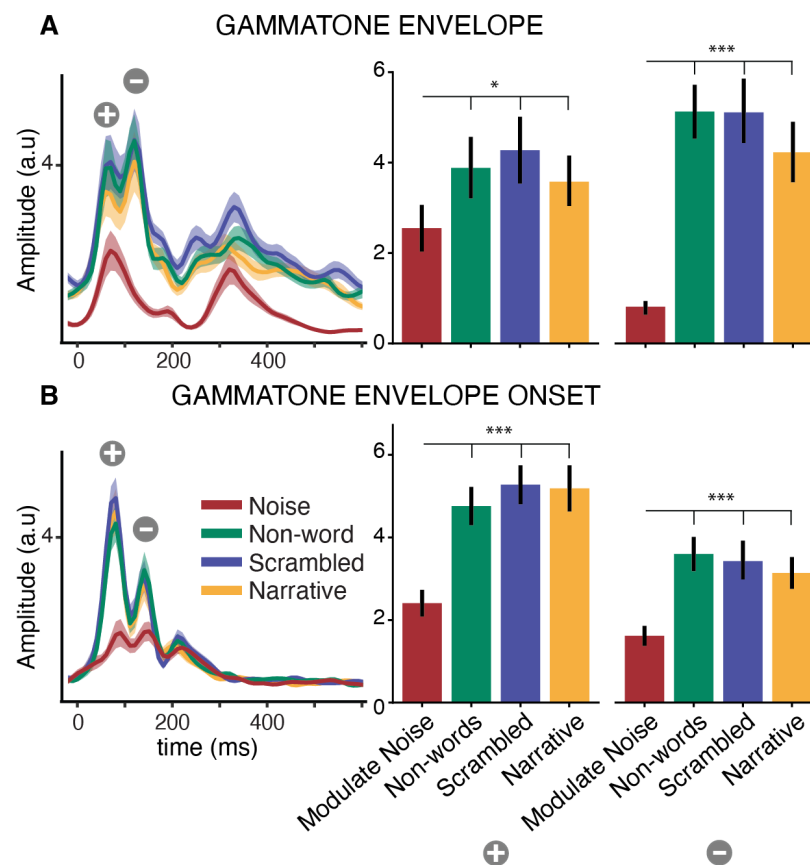 A GAMMATONE ENVELOPE
+ −
Amplitude (a.u)
4
0 200 400
6
4
2
0
*
***
B GAMMATONE ENVELOPE ONSET
+ −
Amplitude (a.u)
4
0 200 400
time (ms)
Noise
Non-word
Scrambled
Narrative
6
4
2
0
***
***
Modulate Noise
Non-words
Scrambled
Narrative
Modulate Noise
Non-words
Scrambled
Narrative
+ −